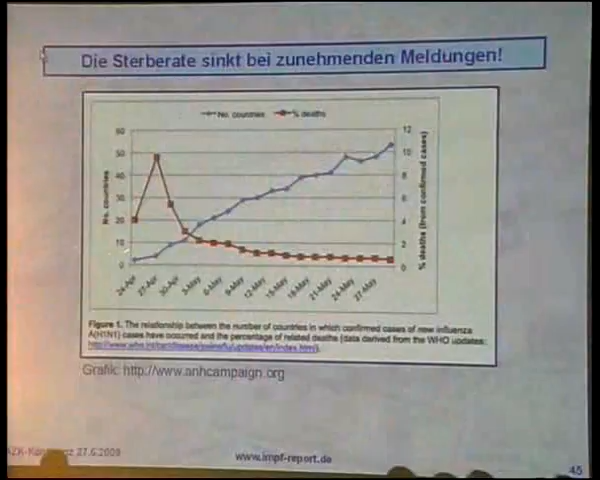 Die Sterberate sinkt bei zunehmenden Meldungen!
No. countries % deaths
60
50
40
30
20
10
0
12
10
8
6
4
2
0
No. countries
% deaths (from confirmed cases)
24-Apr
27-Apr
30-Apr
3-May
6-May
9-May
12-May
15-May
18-May
21-May
24-May
27-May
Figure 1. The relationship between the number of countries in which confirmed cases of new influenza
A(H1N1) cases have occurred and the percentage of related deaths (data derived from the WHO updates:
Grafik: http://www.anhcampaign.org
27.6.2009
www.impf-report.de
45